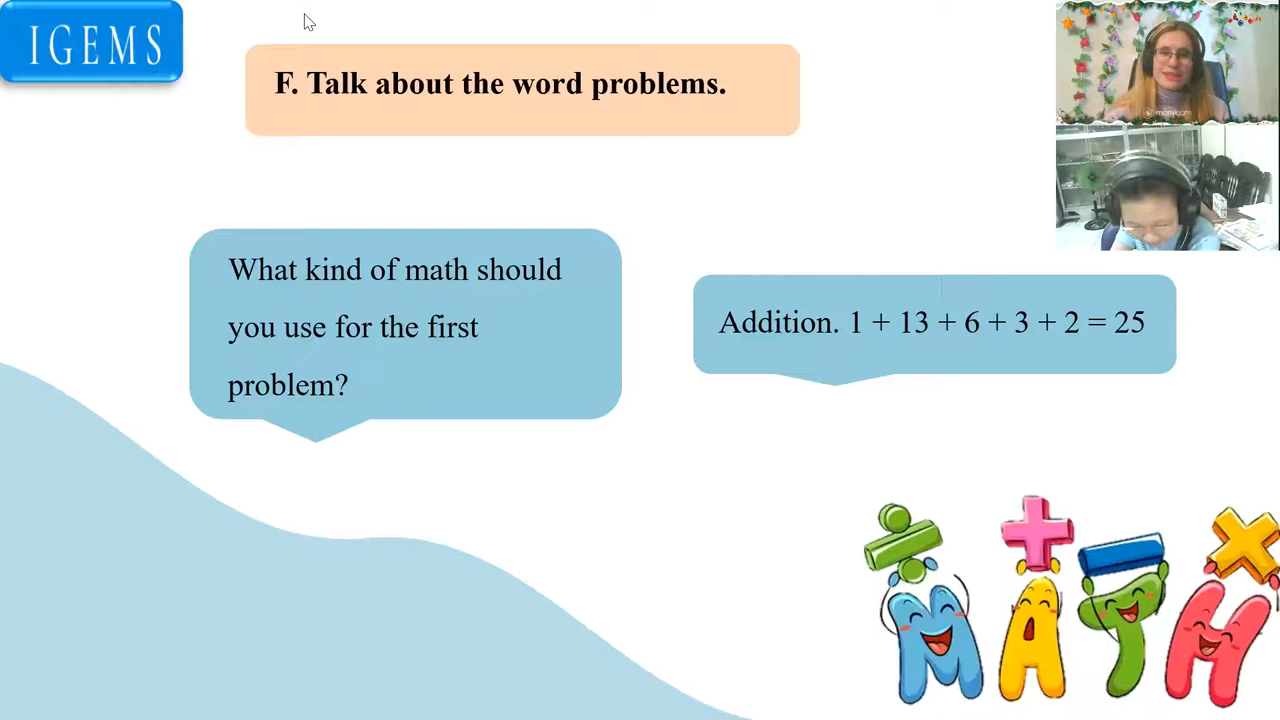 IGEMS
F. Talk about the word problems.
What kind of math should
you use for the first
problem?
Addition. 1 + 13 + 6 + 3 + 2 = 25
manycam
MATH